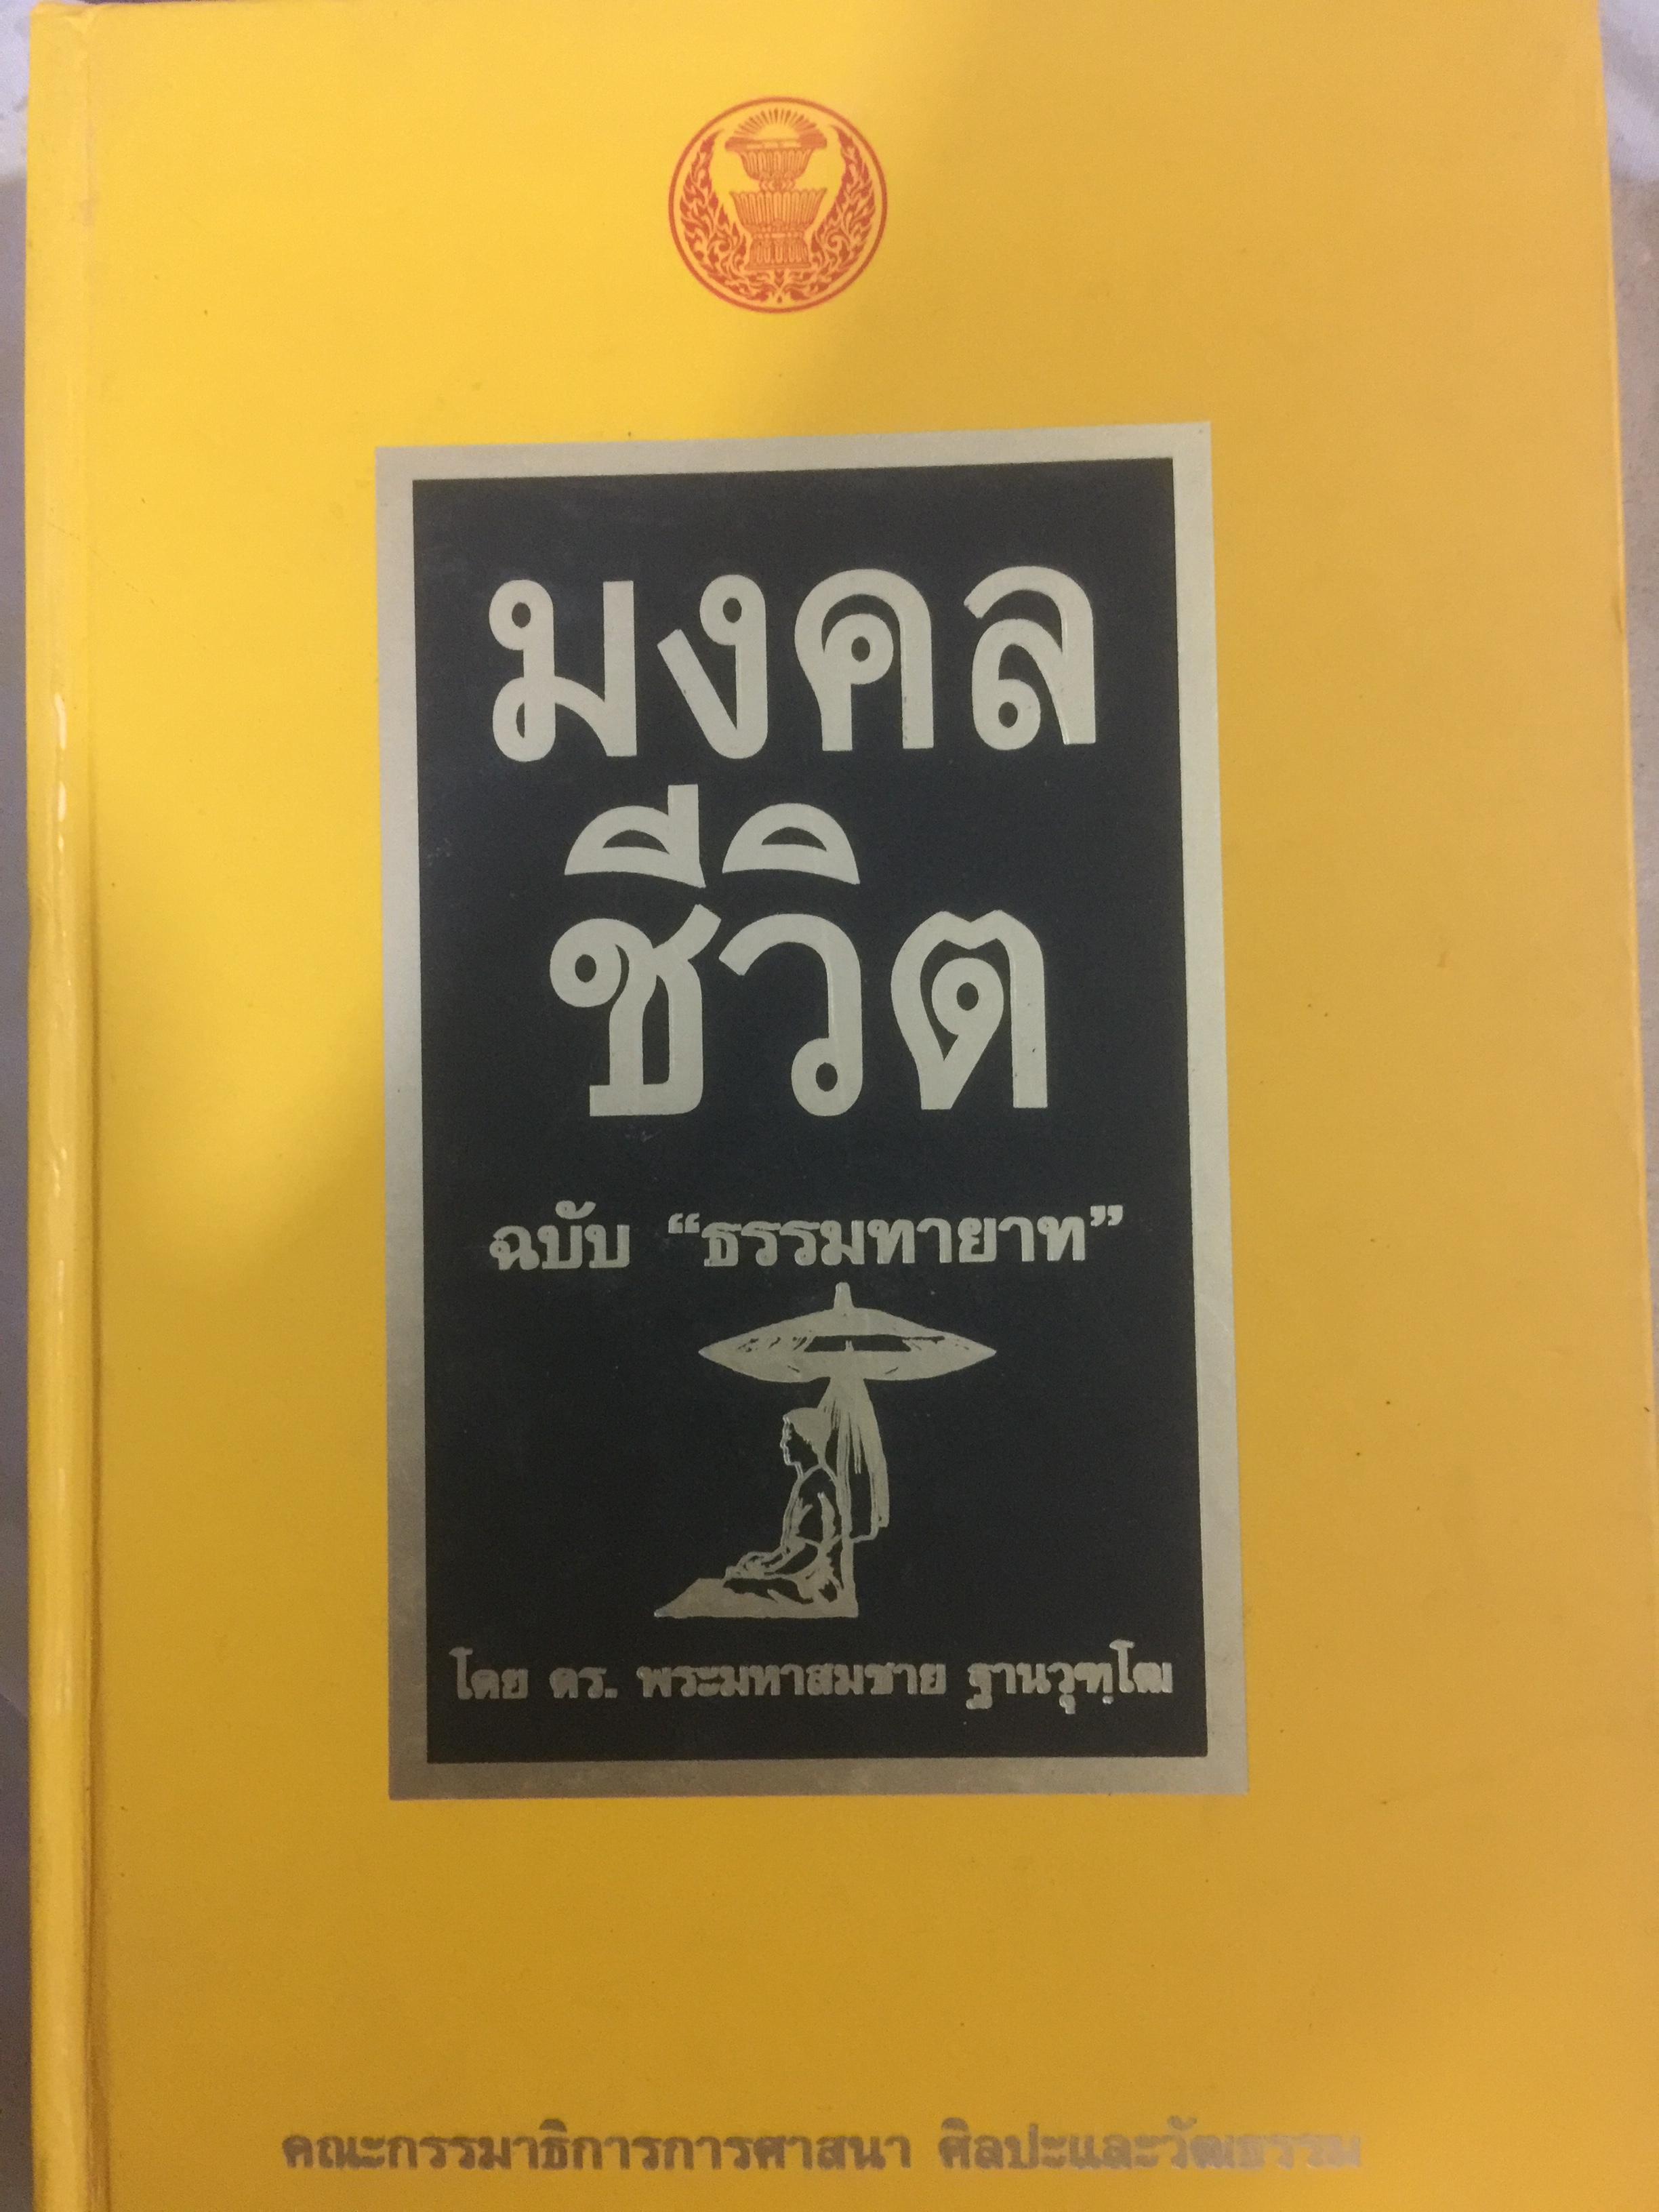 มงคล
ชีวิต
ฉบับ “ธรรมทายาท”
โดย ดร. พระมหาสมชาย ฐานวุฑฺโฒ
คณะกรรมาธิการการศาสนา ศิลปะและวัฒธรรม